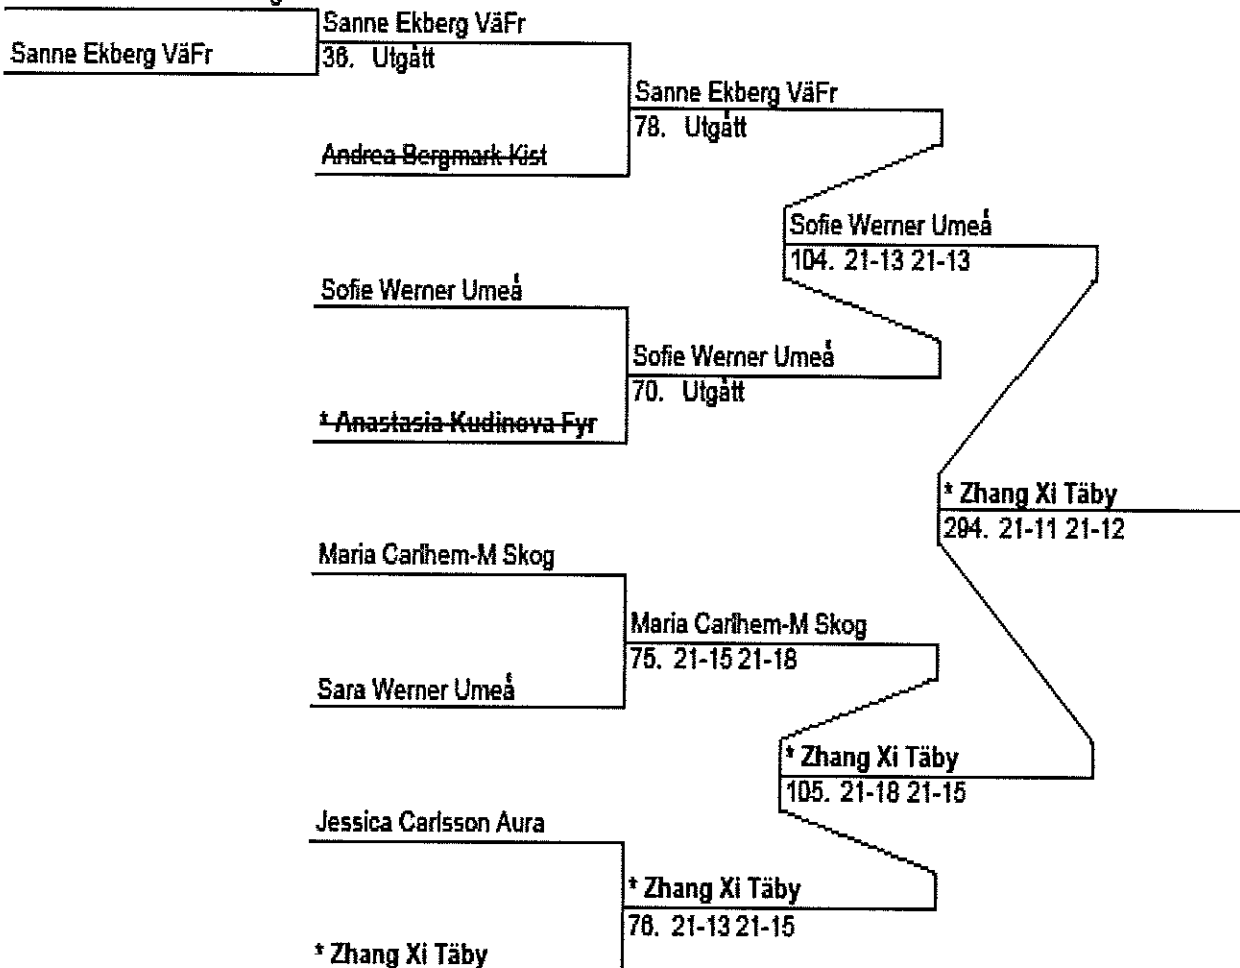 Sanne Ekberg VäFr
Sanne Ekberg VäFr
36. Utgått
Sanne Ekberg VäFr
78. Utgått
Andrea Bergmark Kist
Sofie Werner Umeå
104. 21-13 21-13
Sofie Werner Umeå
Sofie Werner Umeå
70. Utgått
* Anastasia Kudinova Fyr
* Zhang Xi Täby
294. 21-11 21-12
Maria Carlhem-M Skog
Maria Carlhem-M Skog
75. 21-15 21-18
Sara Werner Umeå
* Zhang Xi Täby
105. 21-18 21-15
Jessica Carlsson Aura
* Zhang Xi Täby
76. 21-13 21-15
* Zhang Xi Täby